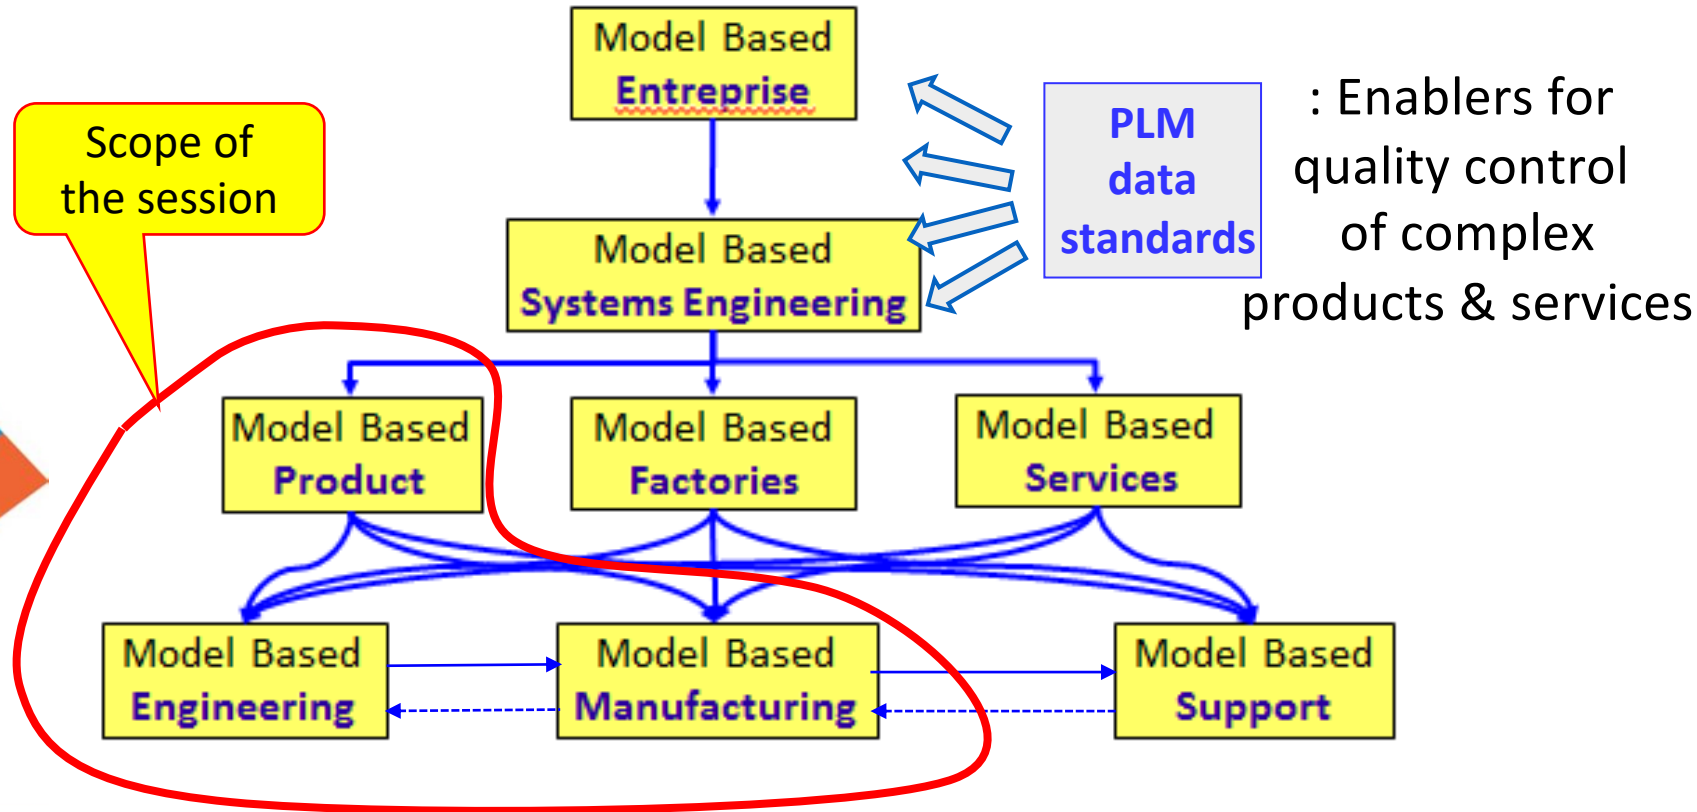 Model Based
Entreprise
Scope of
the session
PLM
data
standards
: Enablers for
quality control
of complex
products & services
Model Based
Systems Engineering
Model Based
Product
Model Based
Factories
Model Based
Services
Model Based
Engineering
Model Based
Manufacturing
Model Based
Support